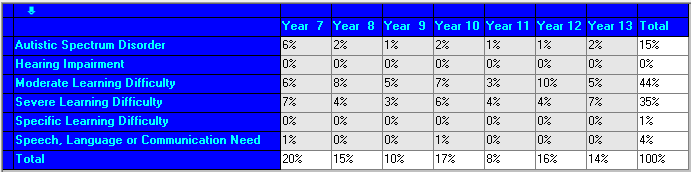 Year 7 Year 8 Year 9 Year 10 Year 11 Year 12 Year 13 Total
Autistic Spectrum Disorder 6% 2% 1% 2% 1% 1% 2% 15%
Hearing Impairment 0% 0% 0% 0% 0% 0% 0% 0%
Moderate Learning Difficulty 6% 8% 5% 7% 3% 10% 5% 44%
Severe Learning Difficulty 7% 4% 3% 6% 4% 4% 7% 35%
Specific Learning Difficulty 0% 0% 0% 0% 0% 0% 0% 1%
Speech, Language or Communication Need 1% 0% 0% 1% 0% 0% 0% 4%
Total 20% 15% 10% 17% 8% 16% 14% 100%